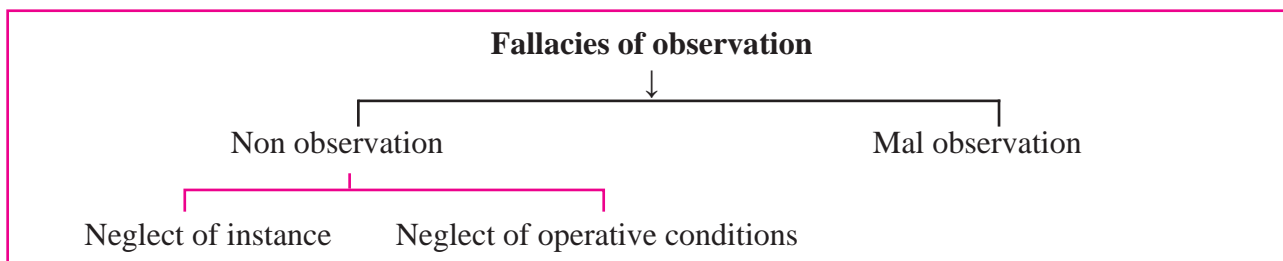 Fallacies of observation
Non observation Mal observation
Neglect of instance Neglect of operative conditions